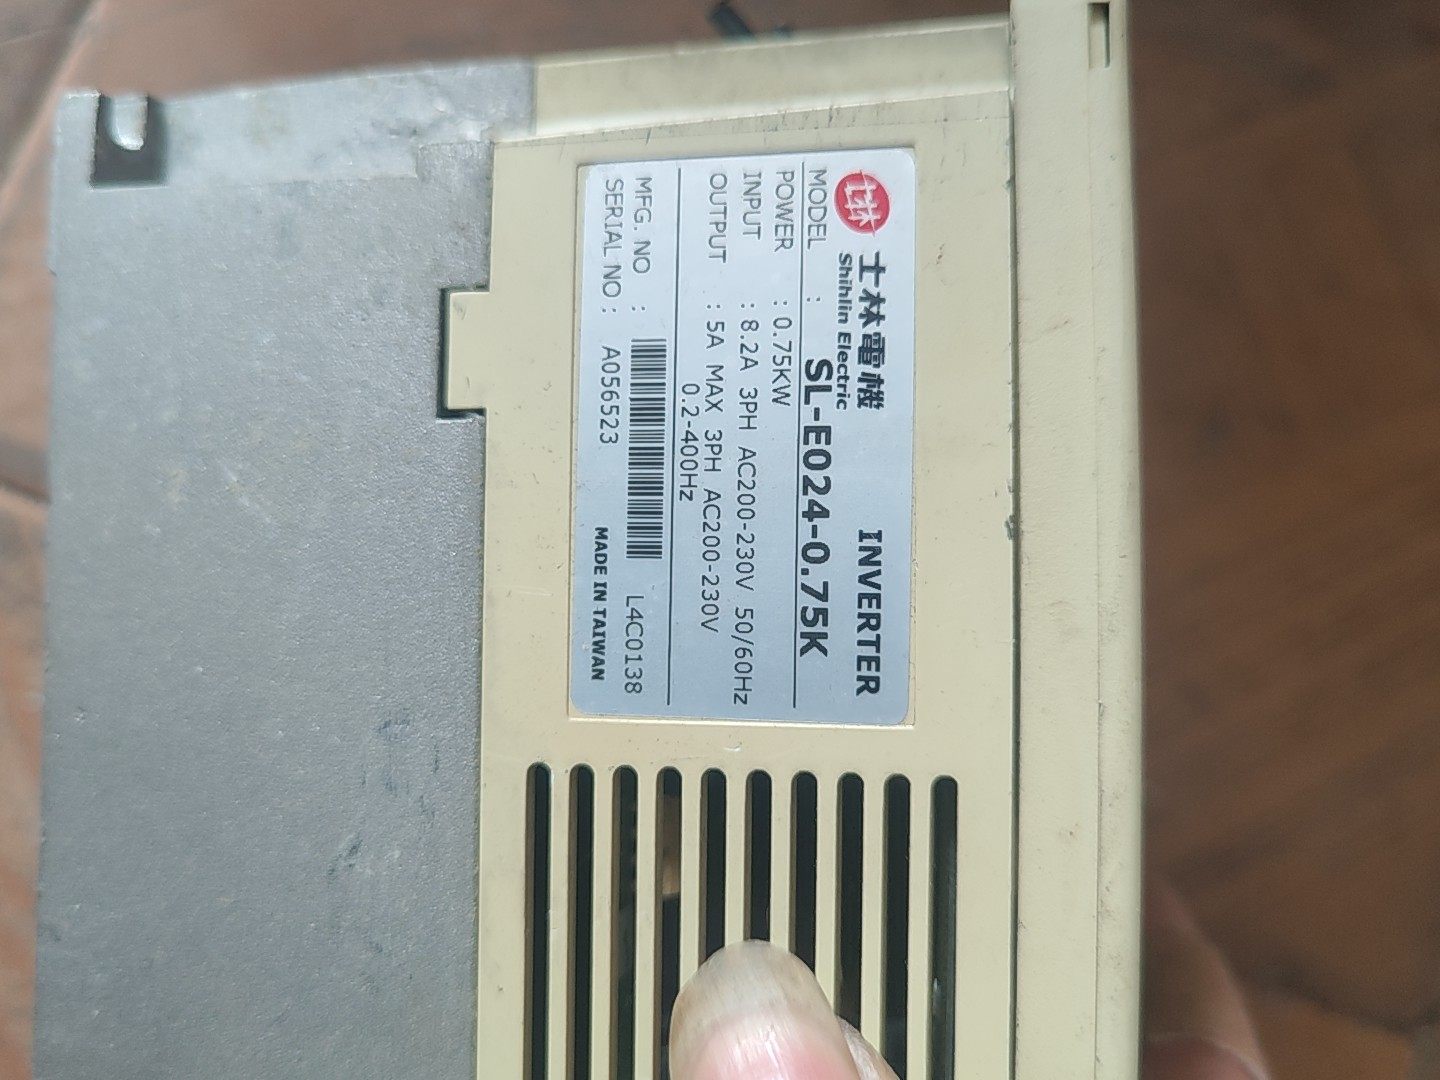 士林 士林電機
Shihlin Electric
INVERTER
MODEL : SL-E024-0.75K
POWER : 0.75KW
INPUT : 8.2A 3PH AC200-230V 50/60Hz
OUTPUT : 5A MAX 3PH AC200-230V
0.2-400Hz
MFG. NO : L4C0138
SERIAL NO : A056523
MADE IN TAIWAN